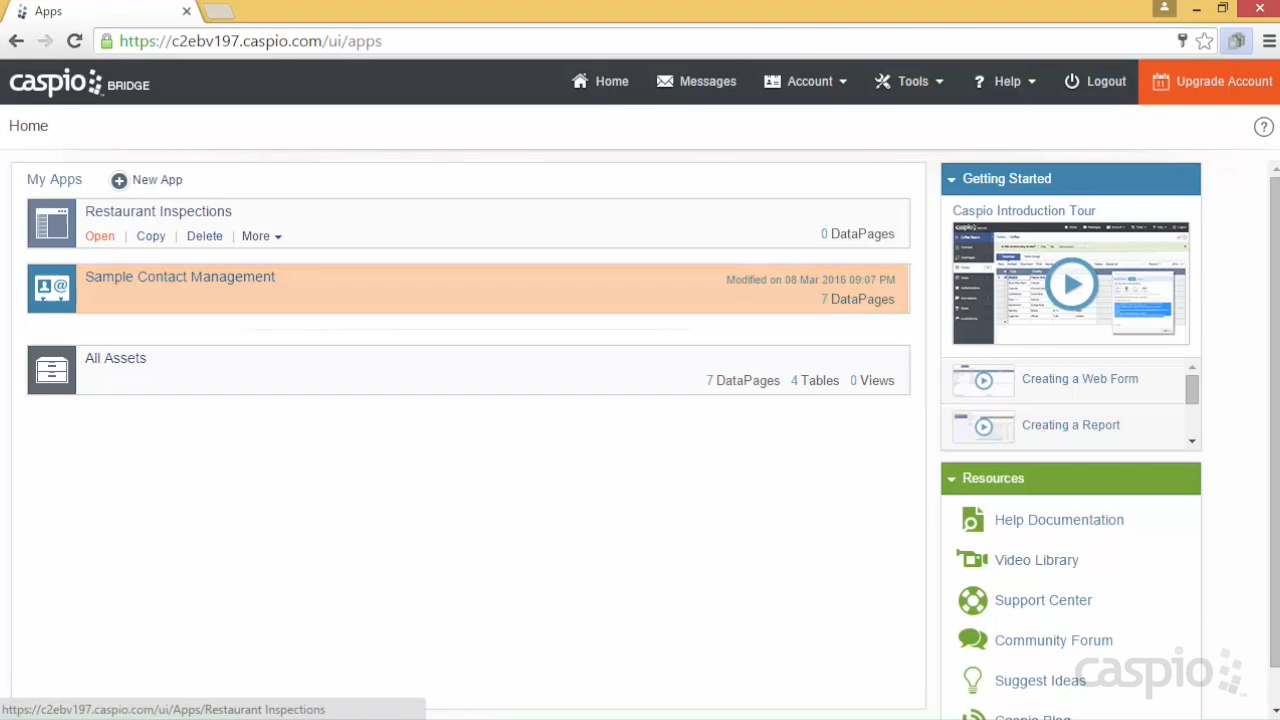 Apps
https://c2ebv197.caspio.com/ui/apps
caspio BRIDGE
Home
Messages
Account
Tools
Help
Logout
Upgrade Account
Home
My Apps
New App
Restaurant Inspections
Open | Copy | Delete | More
0 DataPages
Sample Contact Management
Modified on 08 Mar 2016 09:07 PM
7 DataPages
All Assets
7 DataPages 4 Tables 0 Views
Getting Started
Caspio Introduction Tour
Creating a Web Form
Creating a Report
Resources
Help Documentation
Video Library
Support Center
Community Forum
Suggest Ideas
Caspio Blog
caspio
https://c2ebv197.caspio.com/ui/Apps/Restaurant Inspections